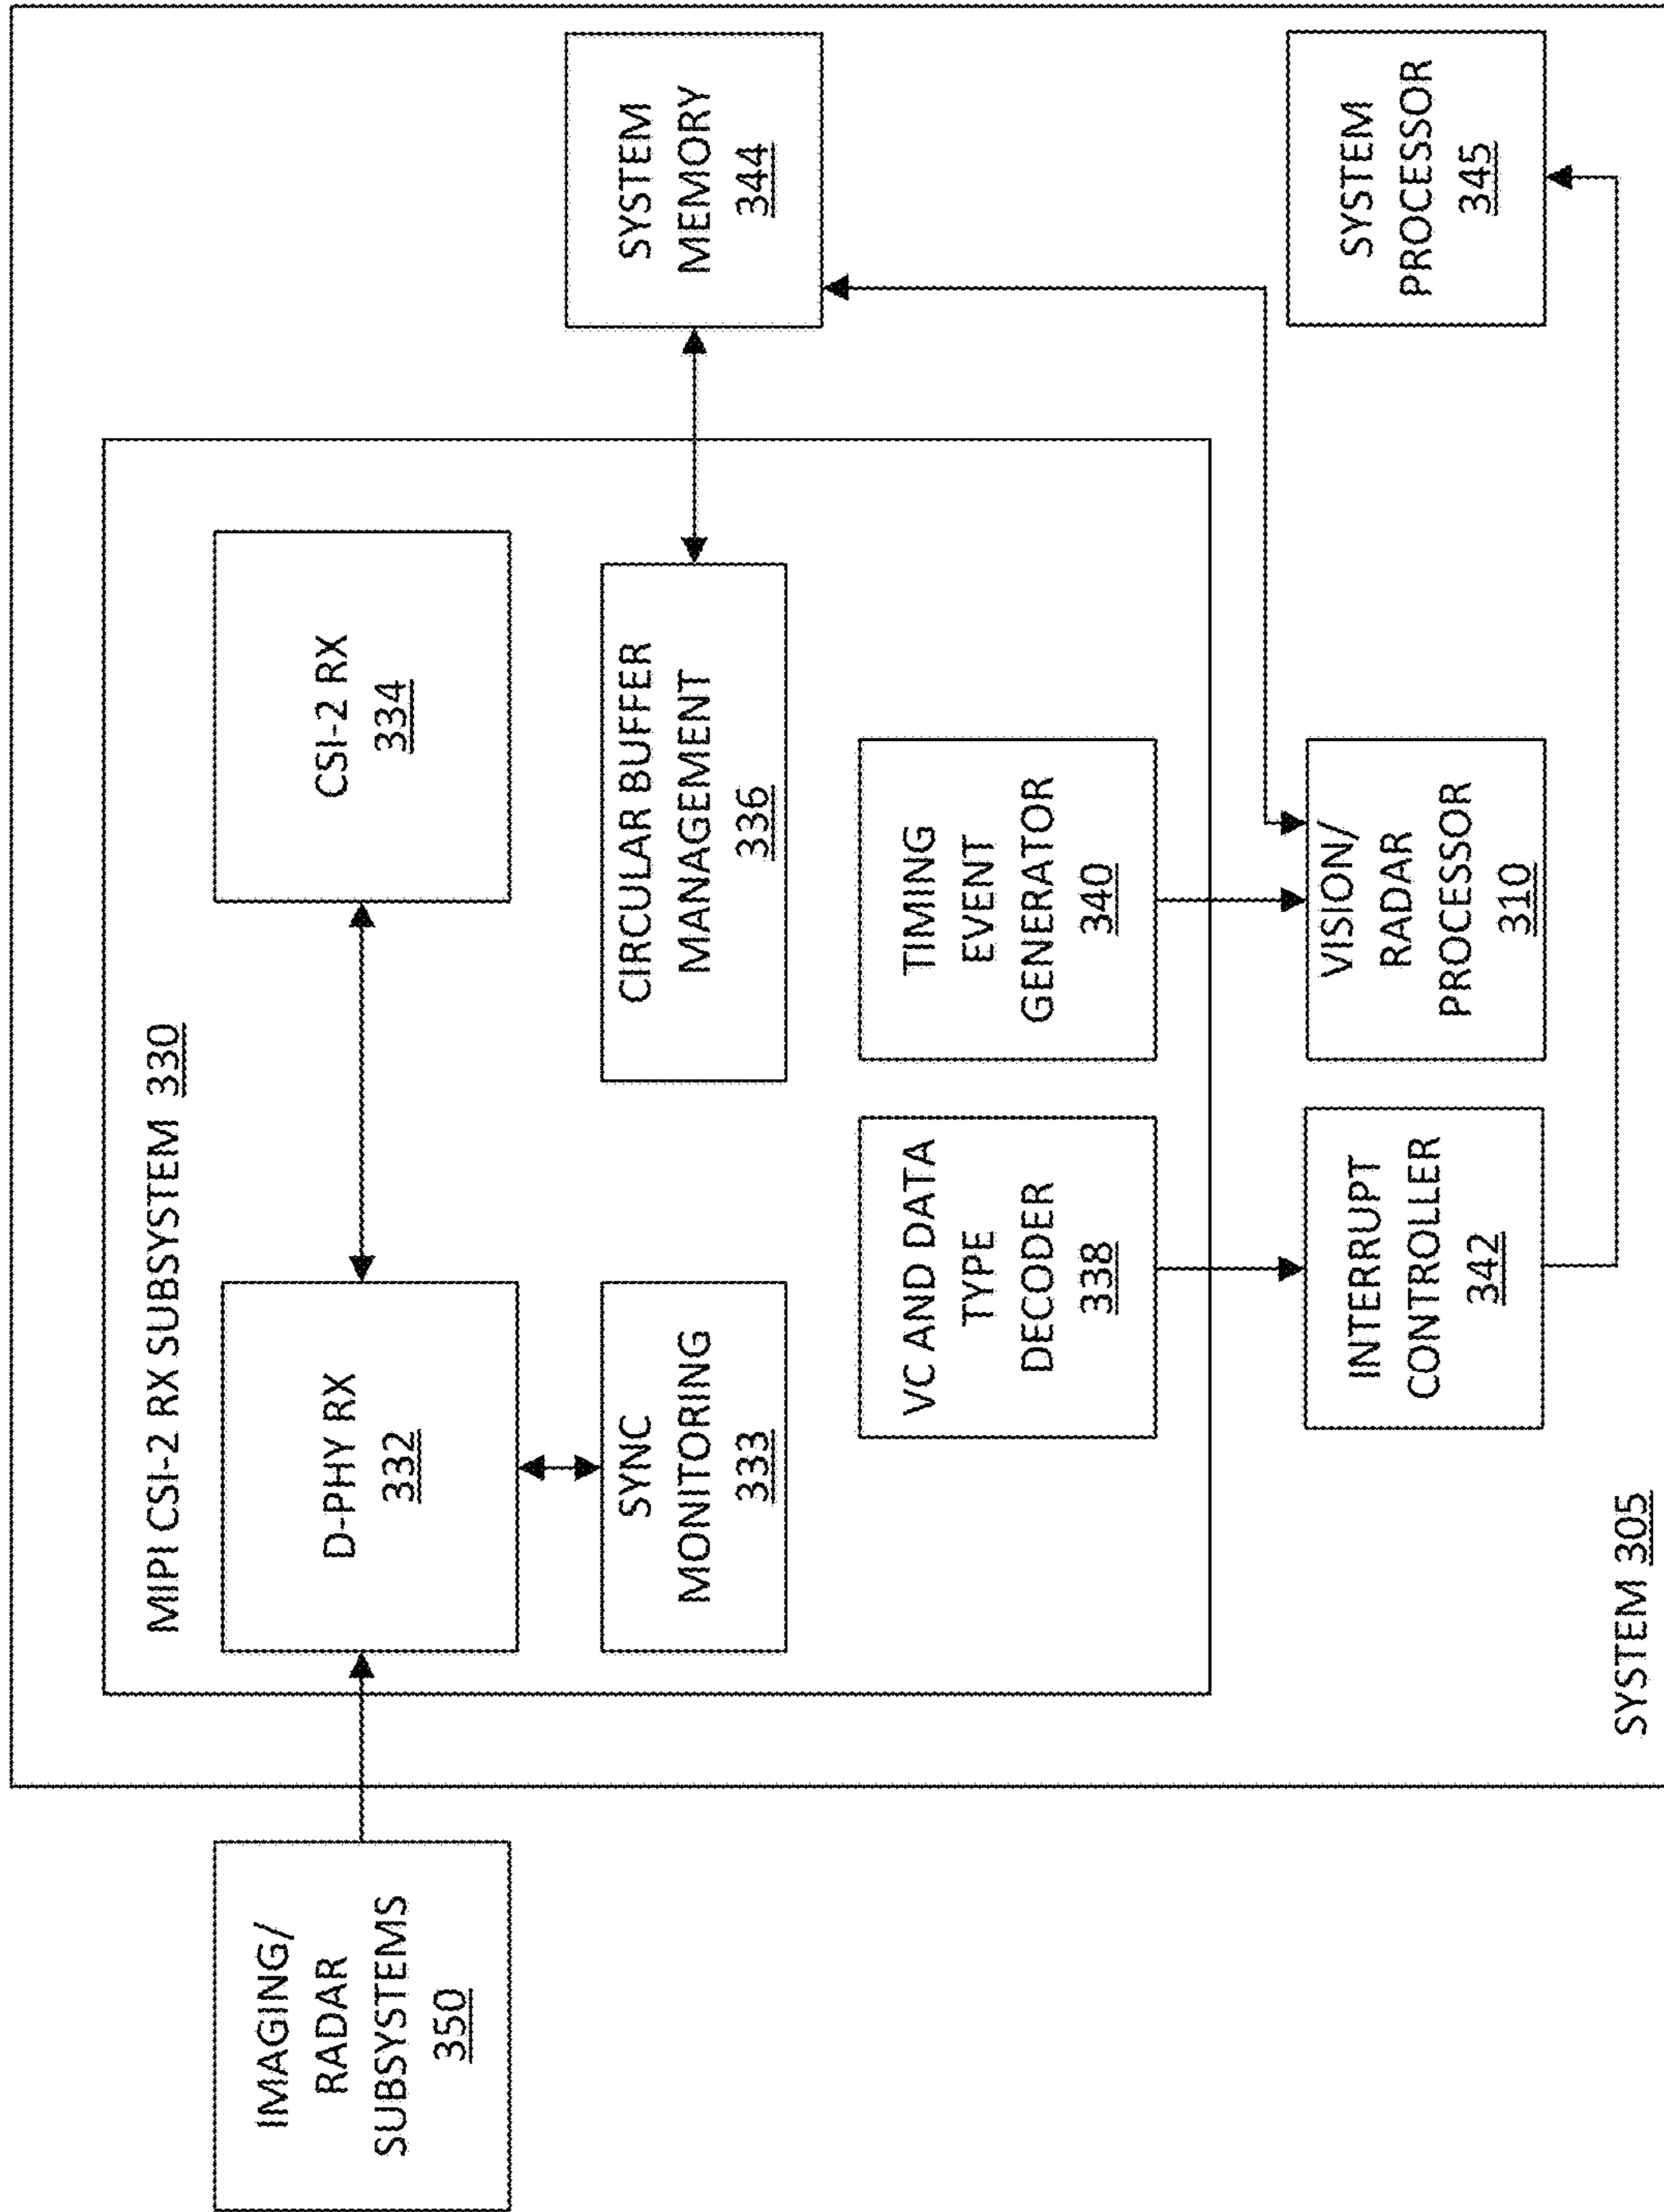 IMAGING/
RADAR
SUBSYSTEMS
350
MIPI CSI-2 RX SUBSYSTEM 330
D-PHY RX
332
CSI-2 RX
334
SYNC
MONITORING
333
CIRCULAR BUFFER
MANAGEMENT
336
SYSTEM
MEMORY
344
VC AND DATA
TYPE
DECODER
338
TIMING
EVENT
GENERATOR
340
INTERRUPT
CONTROLLER
342
VISION/
RADAR
PROCESSOR
310
SYSTEM
PROCESSOR
345
SYSTEM 305